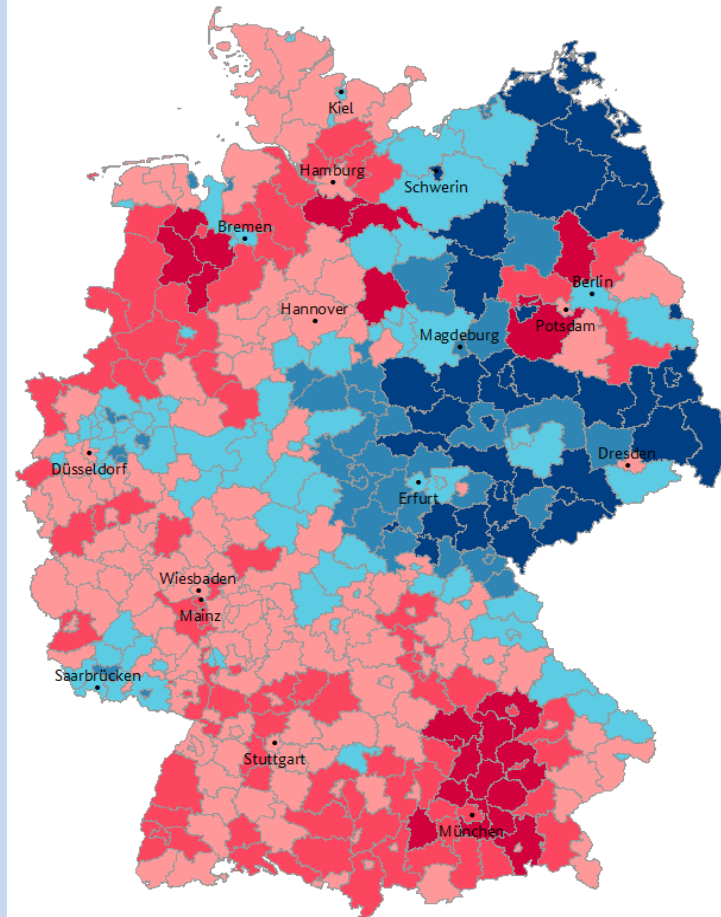 Kiel
Hamburg
Schwerin
Bremen
Berlin
Hannover
Potsdam
Magdeburg
Düsseldorf
Dresden
Erfurt
Wiesbaden
Mainz
Saarbrücken
Stuttgart
München